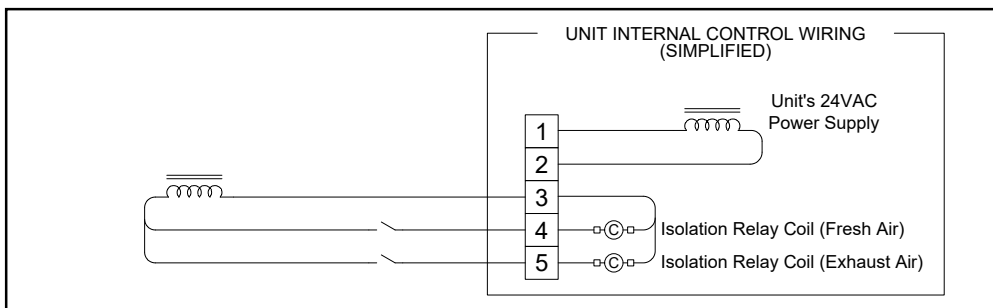 UNIT INTERNAL CONTROL WIRING
(SIMPLIFIED)
Unit's 24VAC
Power Supply
1
2
3
4
C
Isolation Relay Coil (Fresh Air)
5
C
Isolation Relay Coil (Exhaust Air)